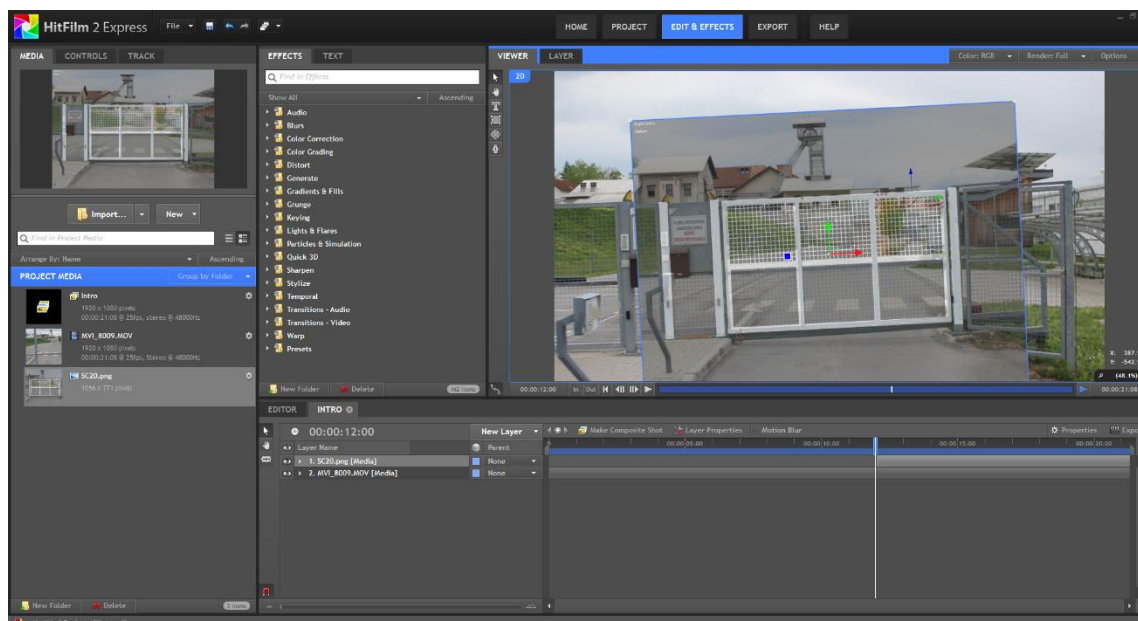 HitFilm 2 Express
File
HOME
PROJECT
EDIT & EFFECTS
EXPORT
HELP
MEDIA
CONTROLS
TRACK
Import...
New
Find in Project Media
Arrange By: Name
Ascending
PROJECT MEDIA
Group by Folder
Intro
1920 x 1080 pixels
00:00:21:08 @ 25fps, stereo @ 48000Hz
MVI_8009.MOV
1920 x 1080 pixels
00:00:21:08 @ 25fps, Stereo @ 48000Hz
SC20.png
1056 x 771 pixels
New Folder
Delete
3 Items
EFFECTS
TEXT
Find in Effects
Show All
Ascending
Audio
Blurs
Color Correction
Color Grading
Distort
Generate
Gradients & Fills
Grunge
Keying
Lights & Flares
Particles & Simulation
Quick 3D
Sharpen
Stylize
Temporal
Transitions - Audio
Transitions - Video
Warp
Presets
New Folder
Delete
VIEWER
LAYER
Color: RGB
Render: Full
Options
2D
X: 387.
Y: -542.
(48.1%)
00:00:12:00
In
Out
00:00:21:08
EDITOR
INTRO
00:00:12:00
New Layer
Make Composite Shot
Layer Properties
Motion Blur
Properties
Expo
Layer Name
Parent
00:00:05:00
00:00:10:00
00:00:15:00
00:00:20:00
1. SC20.png [Media]
None
2. MVI_8009.MOV [Media]
None